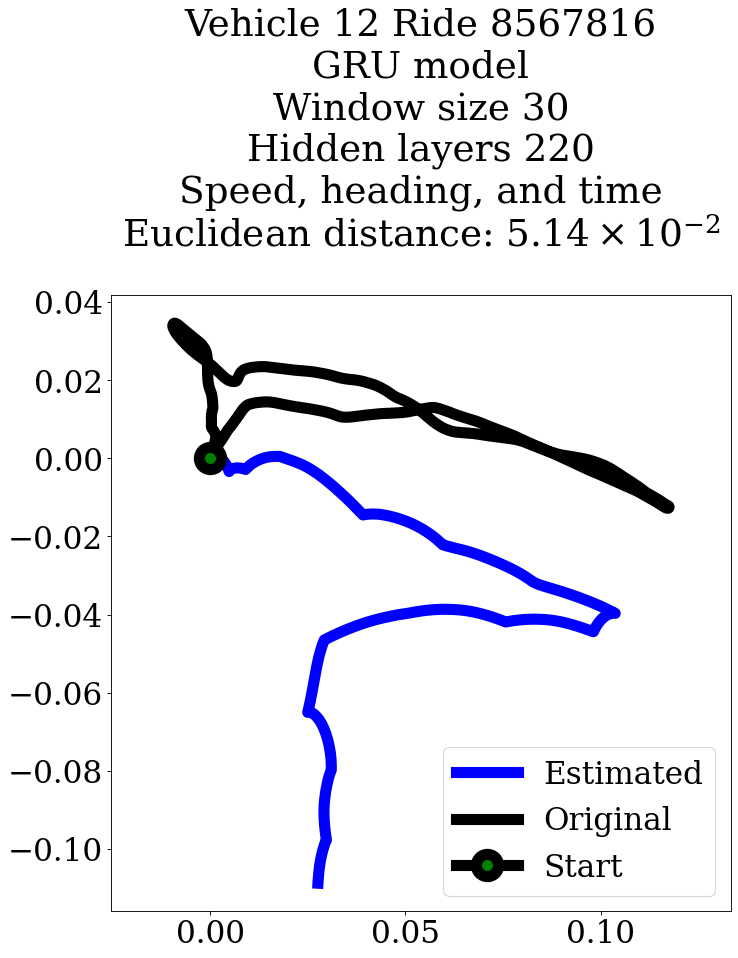 Vehicle 12 Ride 8567816
GRU model
Window size 30
Hidden layers 220
Speed, heading, and time
Euclidean distance: 5.14 × 10⁻²
0.04
0.02
0.00
−0.02
−0.04
−0.06
−0.08
−0.10
Estimated
Original
Start
0.00 0.05 0.10